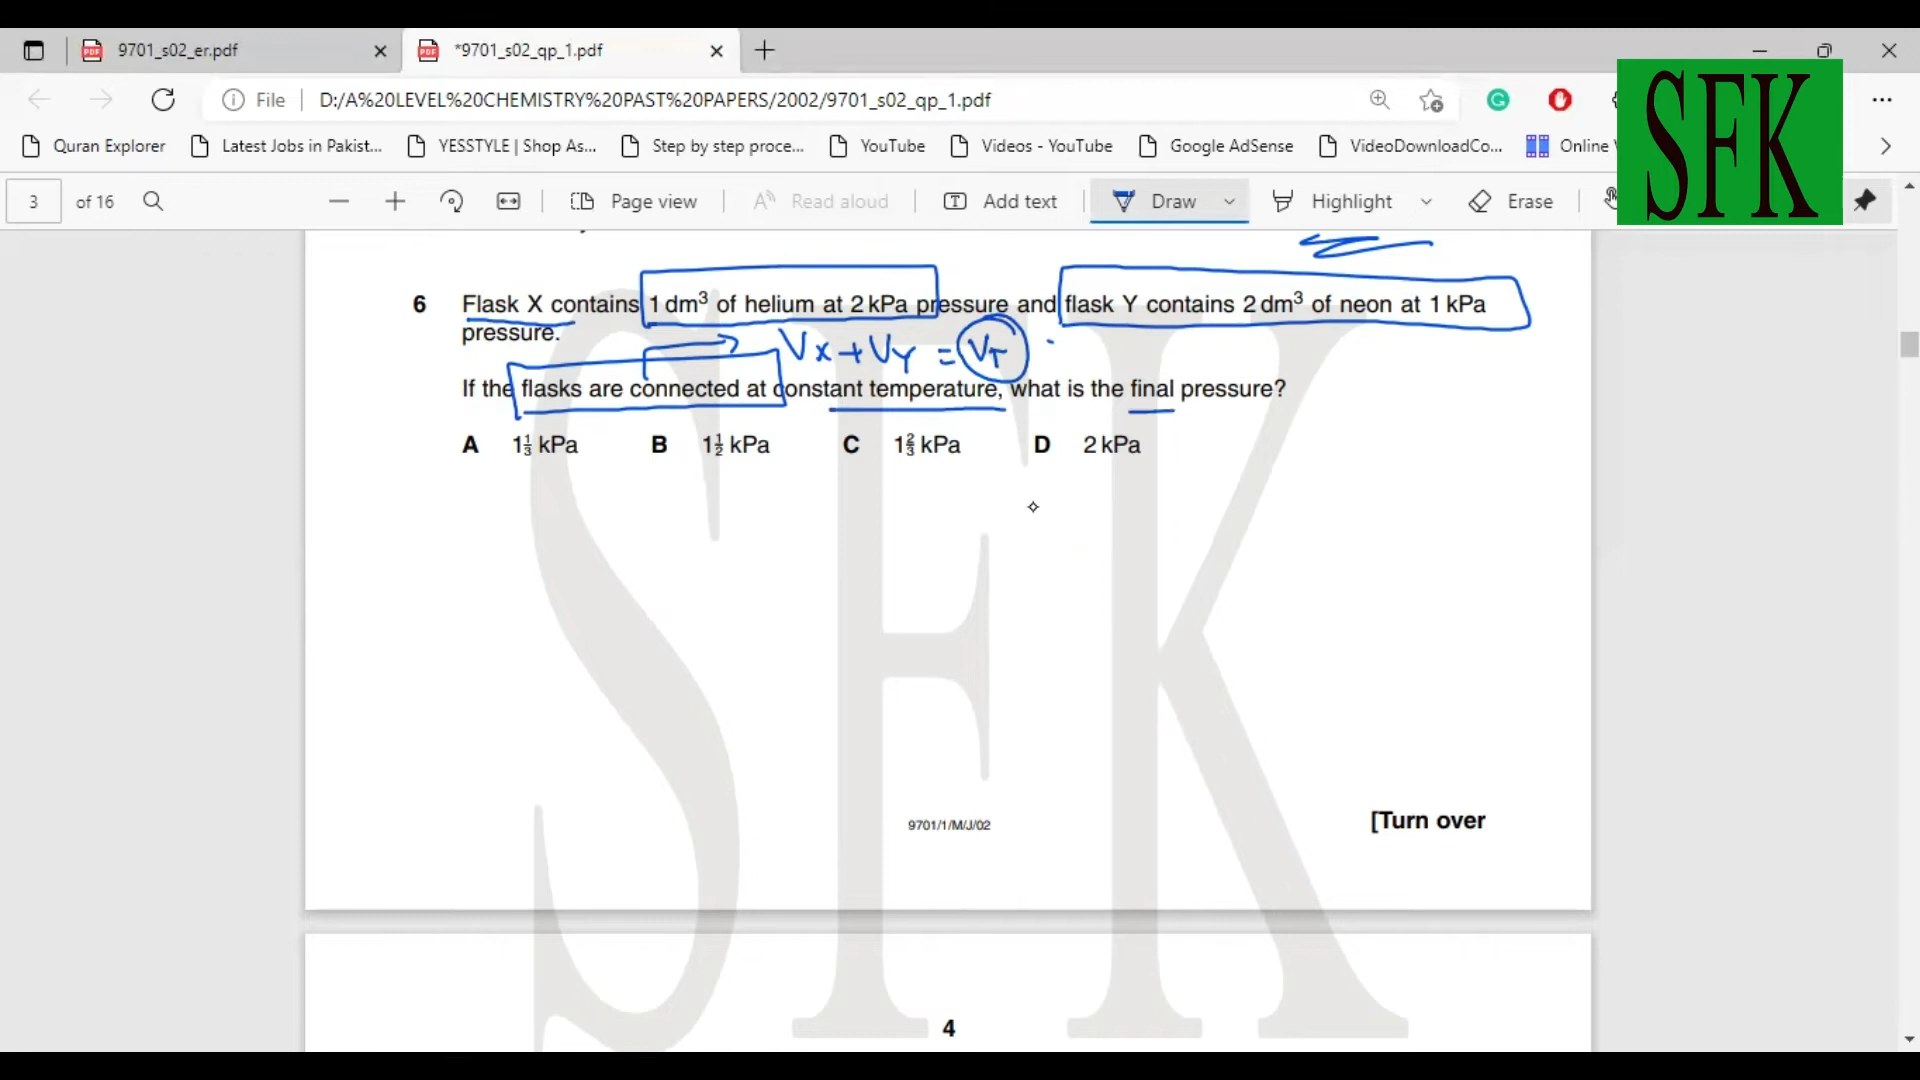 9701_s02_er.pdf
*9701_s02_qp_1.pdf
File
D:/A%20LEVEL%20CHEMISTRY%20PAST%20PAPERS/2002/9701_s02_qp_1.pdf
Quran Explorer
Latest Jobs in Pakist...
YESSTYLE | Shop As...
Step by step proce...
YouTube
Videos - YouTube
Google AdSense
VideoDownloadCo...
Online
SFK
3 of 16
Page view
Read aloud
Add text
Draw
Highlight
Erase
6 Flask X contains 1 dm³ of helium at 2 kPa pressure and flask Y contains 2 dm³ of neon at 1 kPa
pressure.
Vx + Vy = VT
If the flasks are connected at constant temperature, what is the final pressure?
A 1⅓ kPa B 1½ kPa C 1⅔ kPa D 2 kPa
SFK
9701/1/M/J/02
[Turn over
4